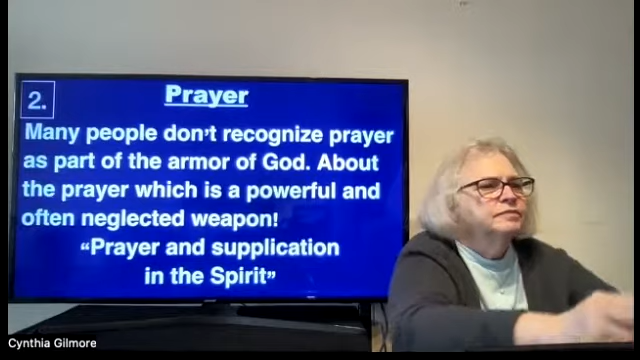 2.
Prayer
Many people don't recognize prayer
as part of the armor of God. About
the prayer which is a powerful and
often neglected weapon!
“Prayer and supplication
in the Spirit”
Cynthia Gilmore